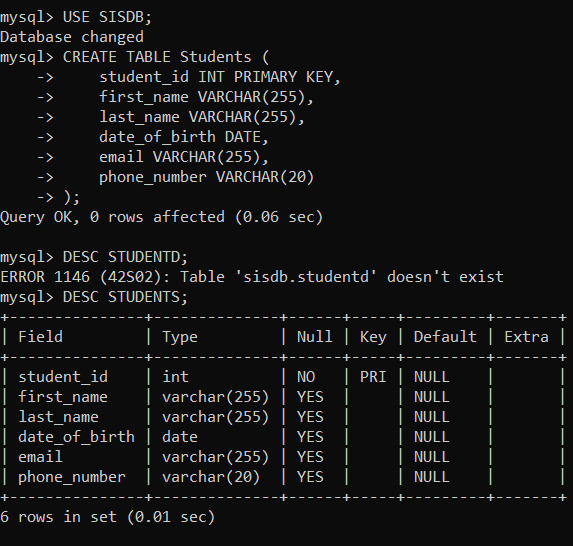 mysql> USE SISDB;
Database changed
mysql> CREATE TABLE Students (
    ->     student_id INT PRIMARY KEY,
    ->     first_name VARCHAR(255),
    ->     last_name VARCHAR(255),
    ->     date_of_birth DATE,
    ->     email VARCHAR(255),
    ->     phone_number VARCHAR(20)
    -> );
Query OK, 0 rows affected (0.06 sec)

mysql> DESC STUDENTD;
ERROR 1146 (42S02): Table 'sisdb.studentd' doesn't exist
mysql> DESC STUDENTS;
+---------------+--------------+------+-----+---------+-------+
| Field         | Type         | Null | Key | Default | Extra |
+---------------+--------------+------+-----+---------+-------+
| student_id    | int          | NO   | PRI | NULL    |       |
| first_name    | varchar(255) | YES  |     | NULL    |       |
| last_name     | varchar(255) | YES  |     | NULL    |       |
| date_of_birth | date         | YES  |     | NULL    |       |
| email         | varchar(255) | YES  |     | NULL    |       |
| phone_number  | varchar(20)  | YES  |     | NULL    |       |
+---------------+--------------+------+-----+---------+-------+
6 rows in set (0.01 sec)